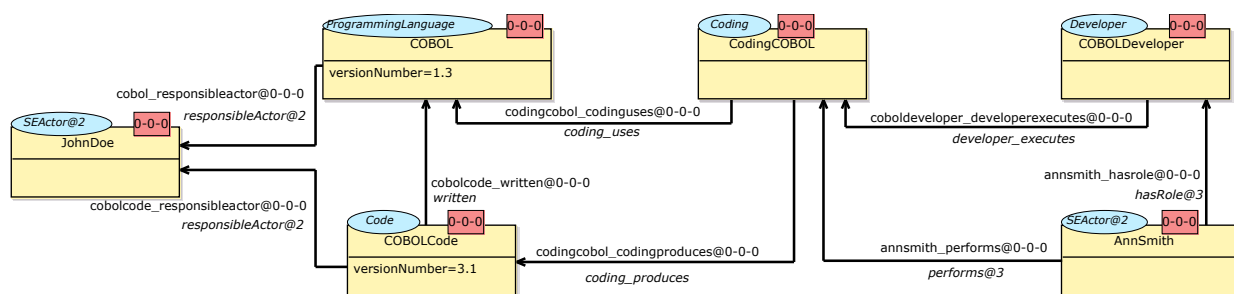 ProgrammingLanguage
0-0-0
COBOL
versionNumber=1.3
Coding
0-0-0
CodingCOBOL
Developer
0-0-0
COBOLDeveloper
cobol_responsibleactor@0-0-0
responsibleActor@2
codingcobol_codinguses@0-0-0
coding_uses
coboldeveloper_developerexecutes@0-0-0
developer_executes
SEActor@2
0-0-0
JohnDoe
cobolcode_written@0-0-0
written
annsmith_hasrole@0-0-0
hasRole@3
cobolcode_responsibleactor@0-0-0
responsibleActor@2
Code
0-0-0
COBOLCode
versionNumber=3.1
codingcobol_codingproduces@0-0-0
coding_produces
annsmith_performs@0-0-0
performs@3
SEActor@2
0-0-0
AnnSmith